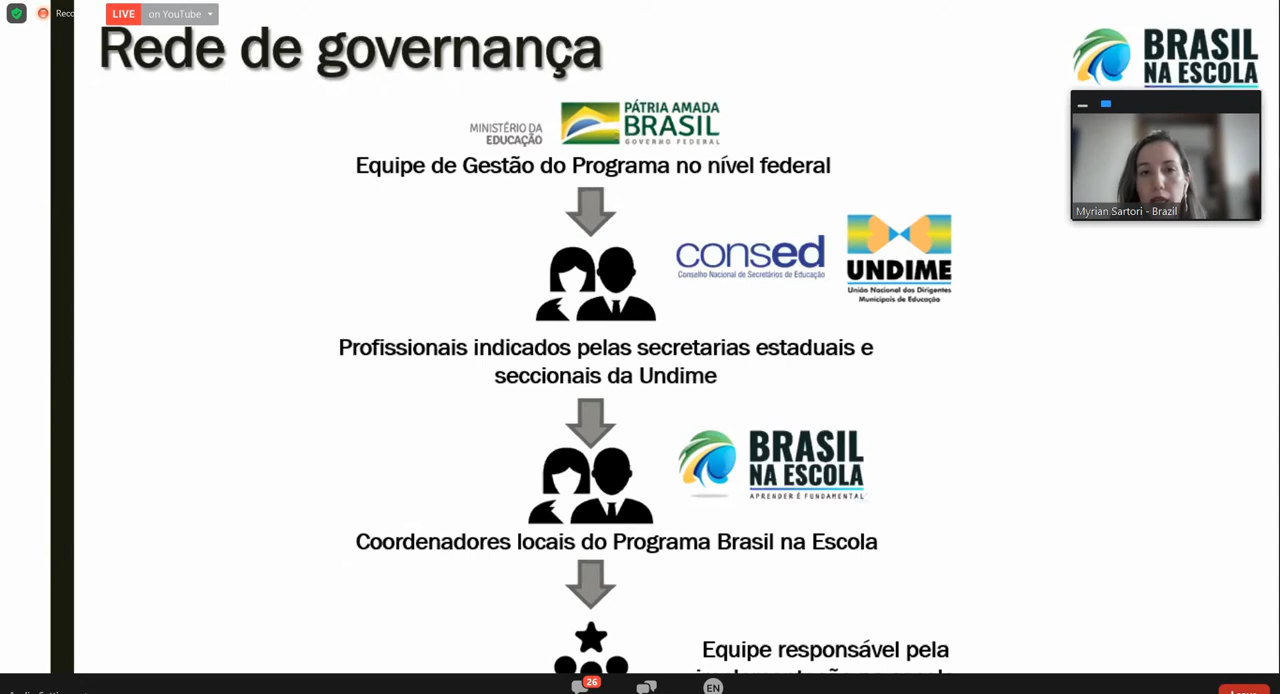 Reco
LIVE on YouTube
Rede de governança
BRASIL
NA ESCOLA
MINISTÉRIO DA
EDUCAÇÃO
PÁTRIA AMADA
BRASIL
GOVERNO FEDERAL
Equipe de Gestão do Programa no nível federal
Myrian Sartori - Brazil
consed
Conselho Nacional de Secretários de Educação
UNDIME
União Nacional dos Dirigentes
Municipais de Educação
Profissionais indicados pelas secretarias estaduais e
seccionais da Undime
BRASIL
NA ESCOLA
APRENDER É FUNDAMENTAL
Coordenadores locais do Programa Brasil na Escola
Equipe responsável pela
26
EN